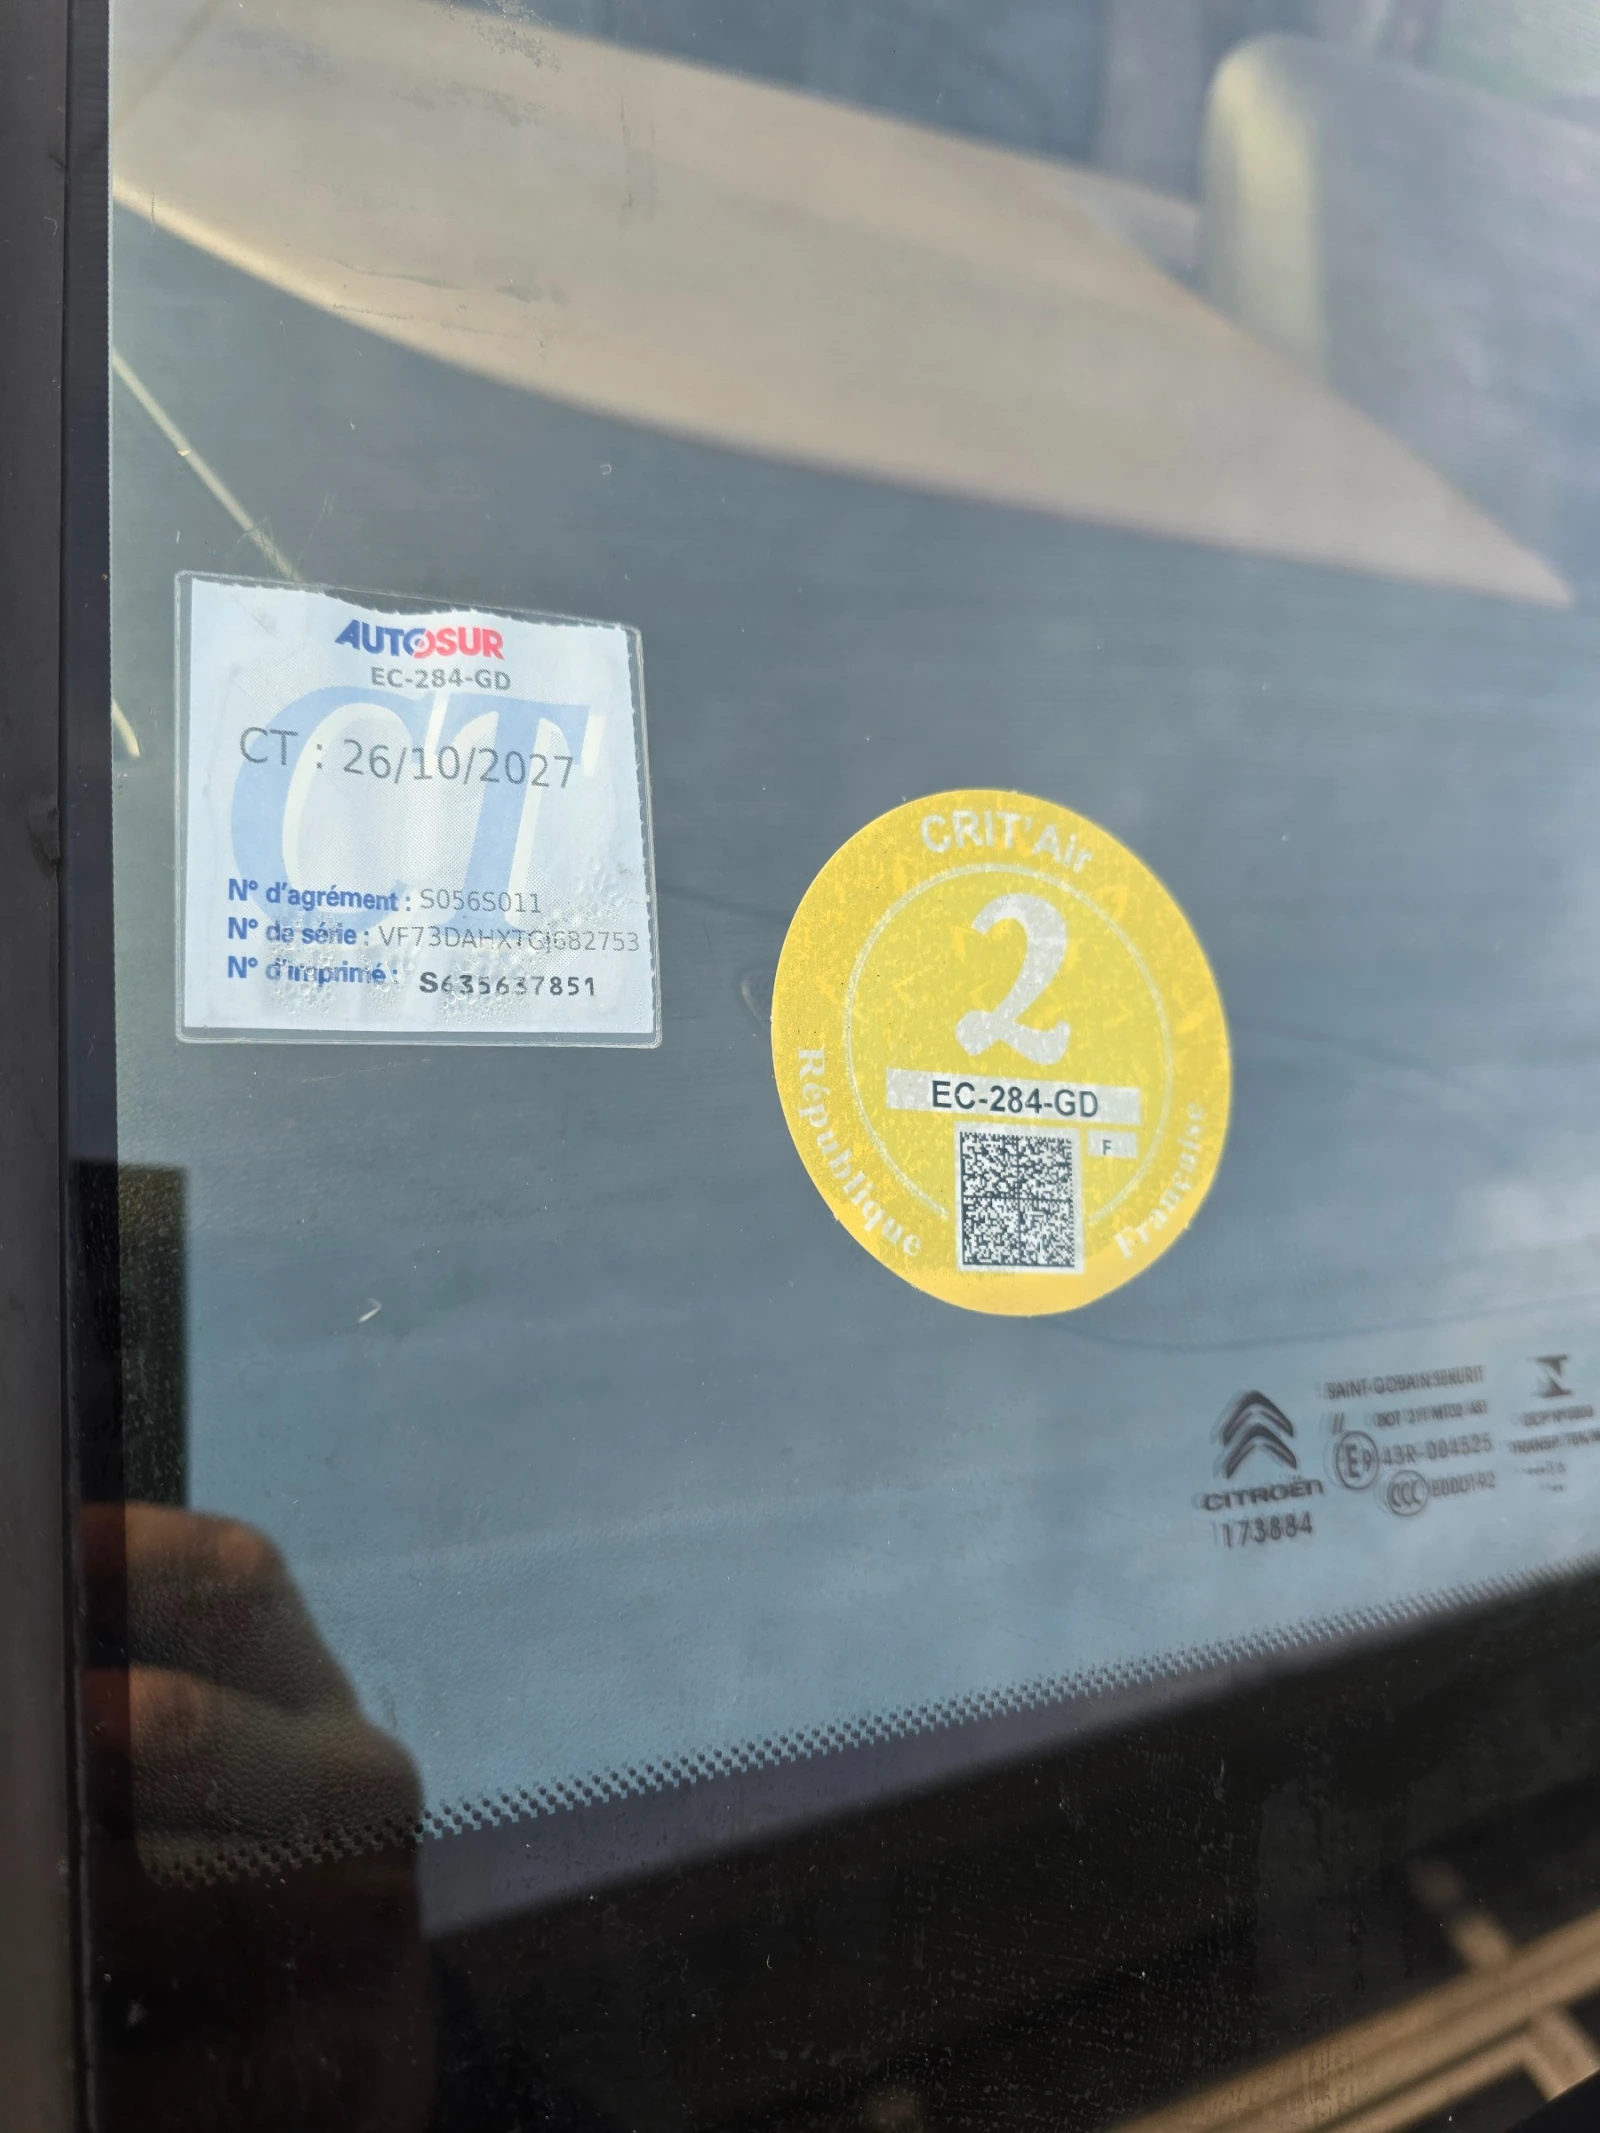 AUTOSUR
EC-284-GD
CT
CT : 26/10/2027
N° d'agrément : S056S011
N° de série : VF73DAHXTGJ682753
N° d'imprimé : S635637851
CRIT'Air
2
EC-284-GD
F
République Française
SAINT-GOBAIN SEKURIT
43R-004525
E9
CCC
CITROËN
173884